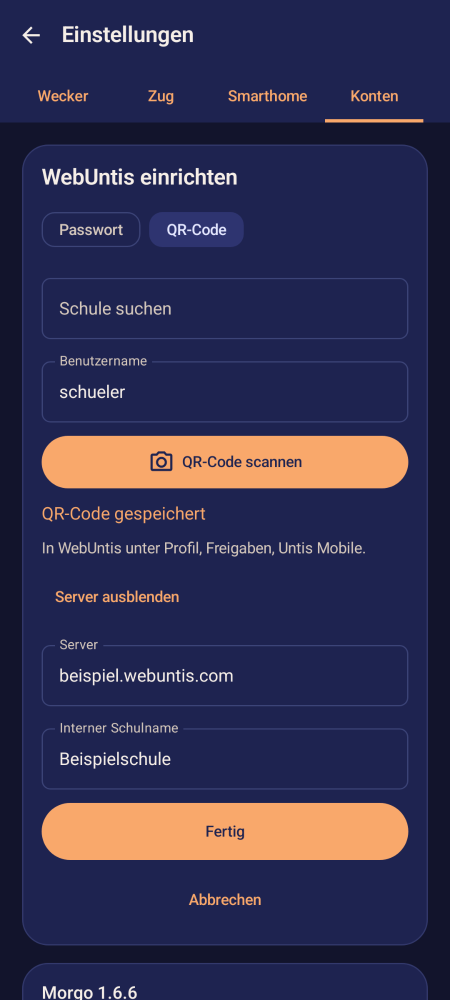 Einstellungen
Wecker Zug Smarthome Konten
WebUntis einrichten
Passwort QR-Code
Schule suchen
Benutzername
schueler
QR-Code scannen
QR-Code gespeichert
In WebUntis unter Profil, Freigaben, Untis Mobile.
Server ausblenden
Server
beispiel.webuntis.com
Interner Schulname
Beispielschule
Fertig
Abbrechen
Morgo 1.6.6